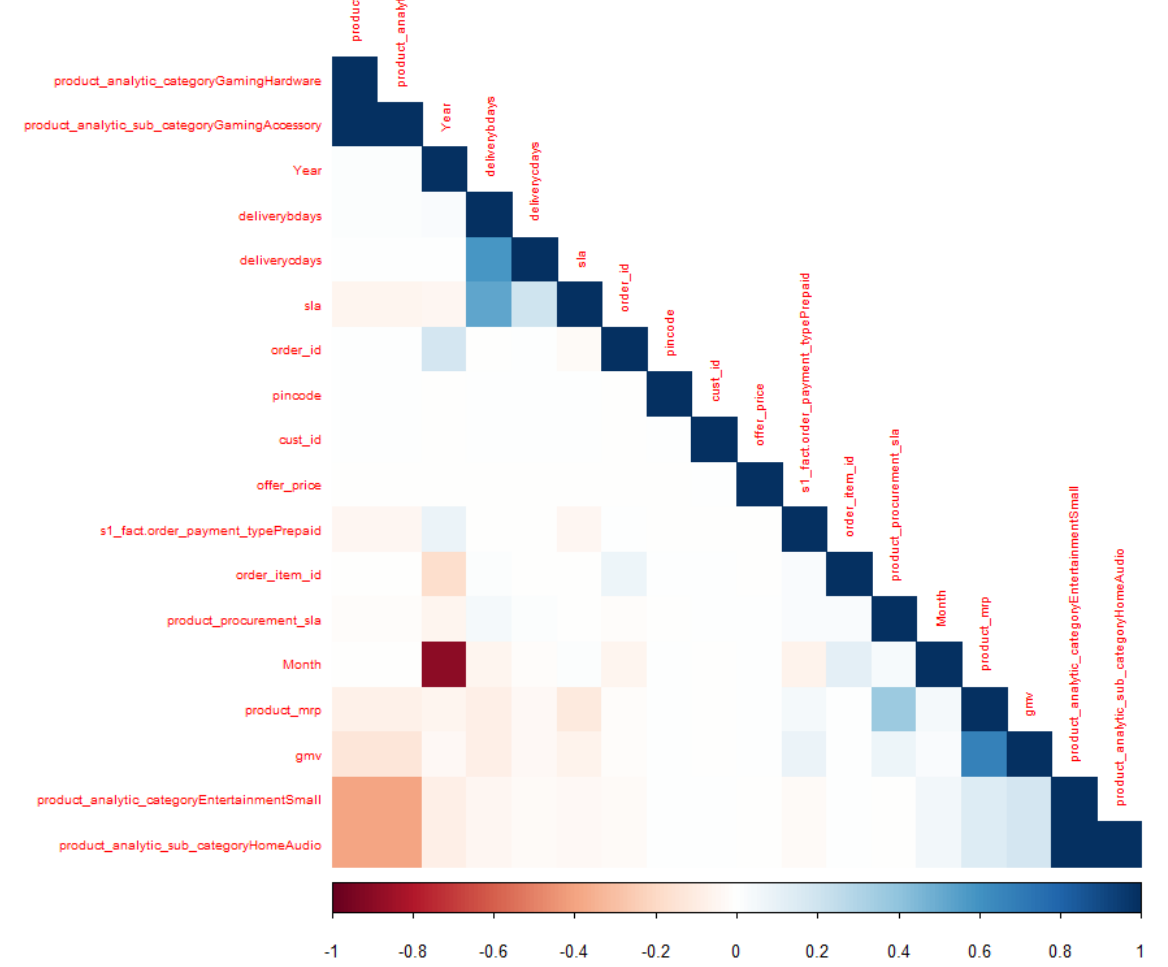 product_analytic_categoryGamingHardware
product_analytic_sub_categoryGamingAccessory
Year
deliverybdays
deliverycdays
sla
order_id
pincode
cust_id
offer_price
s1_fact.order_payment_typePrepaid
order_item_id
product_procurement_sla
Month
product_mrp
gmv
product_analytic_categoryEntertainmentSmall
product_analytic_sub_categoryHomeAudio
Year
deliverybdays
deliverycdays
sla
order_id
pincode
cust_id
offer_price
s1_fact.order_payment_typePrepaid
order_item_id
product_procurement_sla
Month
product_mrp
gmv
product_analytic_categoryEntertainmentSmall
product_analytic_sub_categoryHomeAudio
-1 -0.8 -0.6 -0.4 -0.2 0 0.2 0.4 0.6 0.8 1